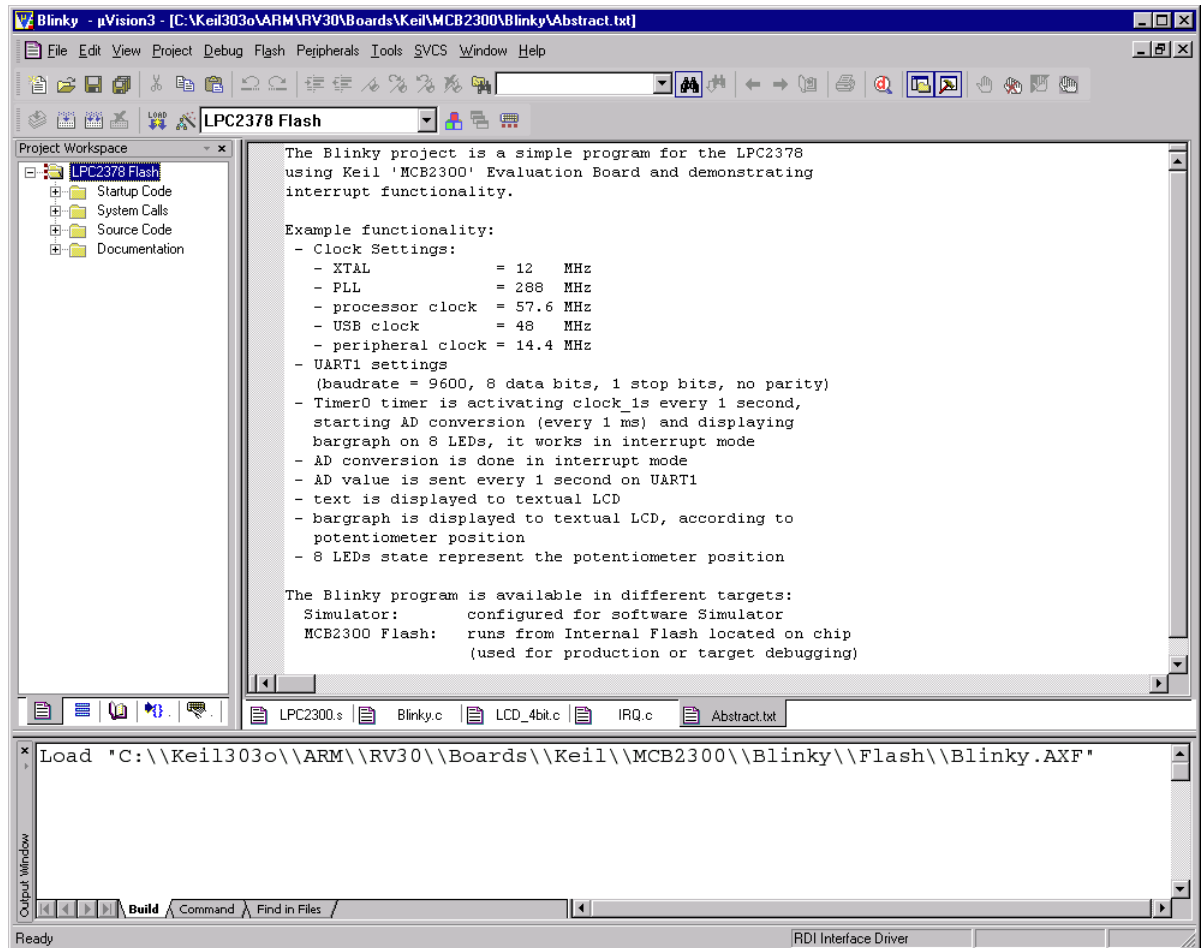 Blinky - µVision3 - [C:\Keil303o\ARM\RV30\Boards\Keil\MCB2300\Blinky\Abstract.txt]
File Edit View Project Debug Flash Peripherals Tools SVCS Window Help
LOAD LPC2378 Flash
Project Workspace
LPC2378 Flash
Startup Code
System Calls
Source Code
Documentation
The Blinky project is a simple program for the LPC2378
using Keil 'MCB2300' Evaluation Board and demonstrating
interrupt functionality.
Example functionality:
- Clock Settings:
- XTAL = 12 MHz
- PLL = 288 MHz
- processor clock = 57.6 MHz
- USB clock = 48 MHz
- peripheral clock = 14.4 MHz
- UART1 settings
(baudrate = 9600, 8 data bits, 1 stop bits, no parity)
- Timer0 timer is activating clock_1s every 1 second,
starting AD conversion (every 1 ms) and displaying
bargraph on 8 LEDs, it works in interrupt mode
- AD conversion is done in interrupt mode
- AD value is sent every 1 second on UART1
- text is displayed to textual LCD
- bargraph is displayed to textual LCD, according to
potentiometer position
- 8 LEDs state represent the potentiometer position
The Blinky program is available in different targets:
Simulator: configured for software Simulator
MCB2300 Flash: runs from Internal Flash located on chip
(used for production or target debugging)
LPC2300.s Blinky.c LCD_4bit.c IRQ.c Abstract.txt
Load "C:\\Keil303o\\ARM\\RV30\\Boards\\Keil\\MCB2300\\Blinky\\Flash\\Blinky.AXF"
Output Window
Build Command Find in Files
Ready RDI Interface Driver